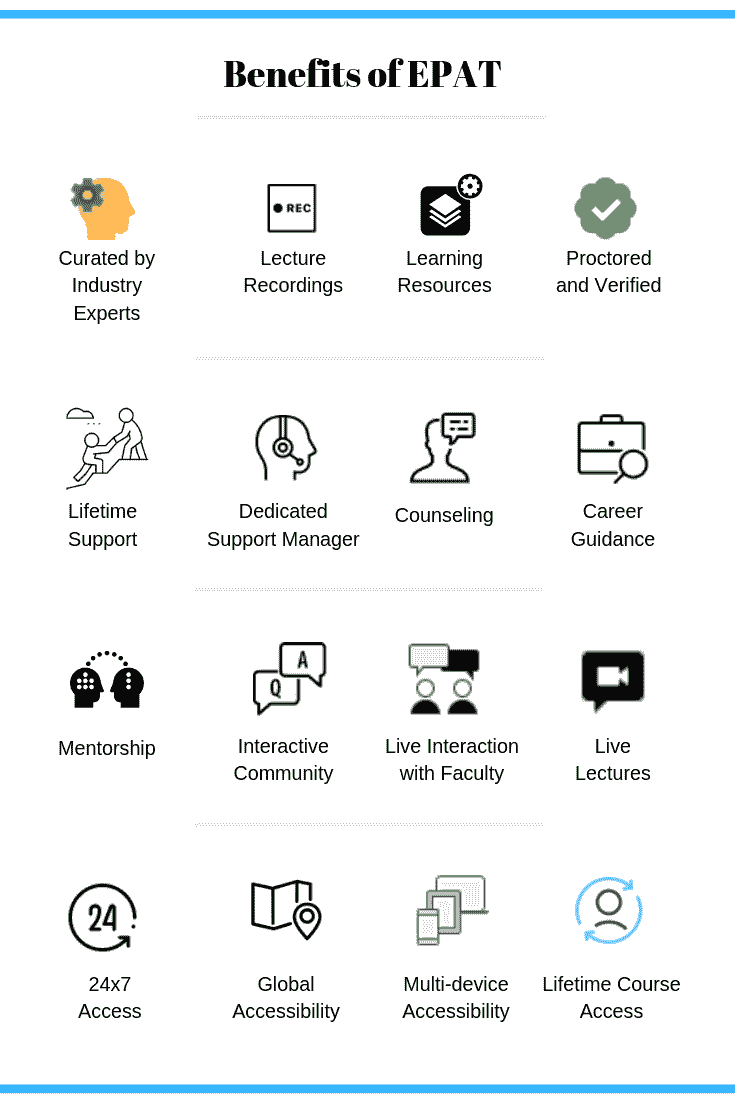 Benefits of EPAT
Curated by
Industry
Experts
REC
Lecture
Recordings
Learning
Resources
Proctored
and Verified
Lifetime
Support
Dedicated
Support Manager
Counseling
Career
Guidance
Mentorship
A
Q
Interactive
Community
Live Interaction
with Faculty
Live
Lectures
24
24x7
Access
Global
Accessibility
Multi-device
Accessibility
Lifetime Course
Access